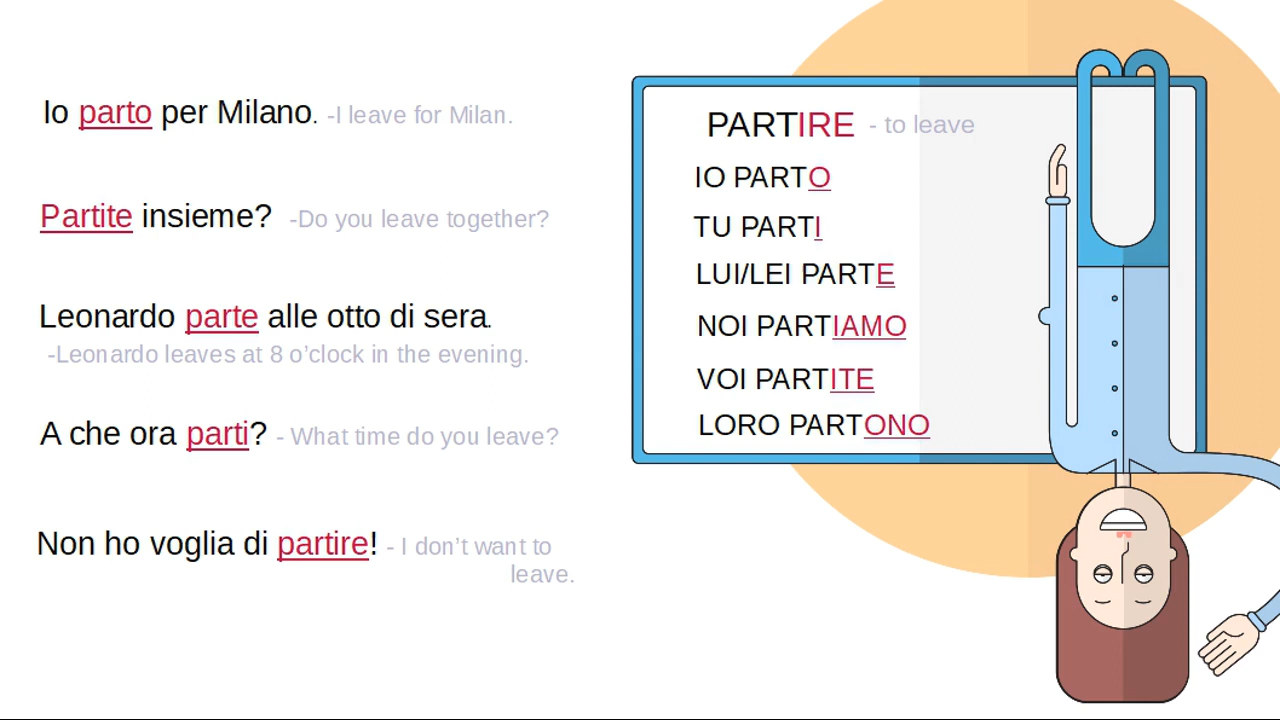 Io parto per Milano. -I leave for Milan.
Partite insieme? -Do you leave together?
Leonardo parte alle otto di sera.
-Leonardo leaves at 8 o’clock in the evening.
A che ora parti? - What time do you leave?
Non ho voglia di partire! - I don’t want to
leave.
PARTIRE - to leave
IO PARTO
TU PARTI
LUI/LEI PARTE
NOI PARTIAMO
VOI PARTITE
LORO PARTONO